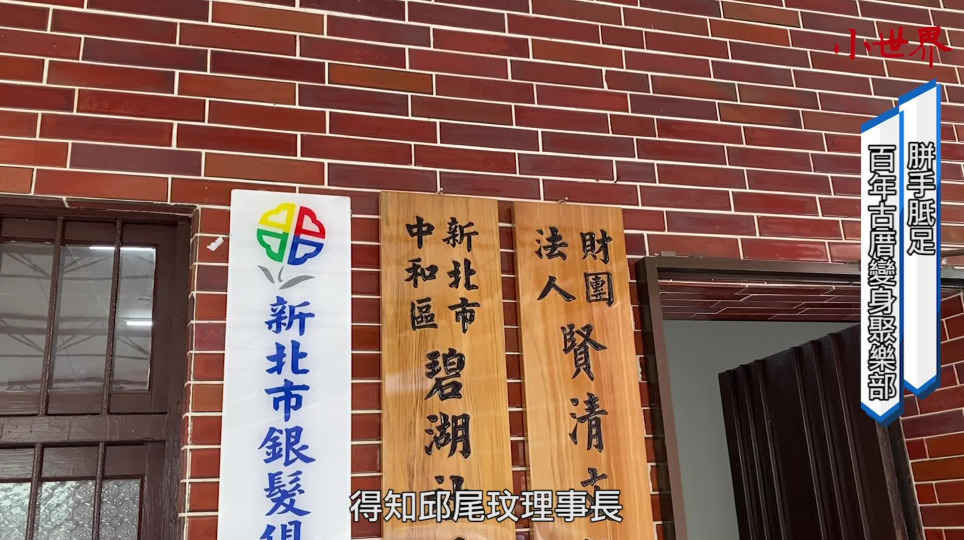 小世界
胼手胝足
百年古厝變身聚樂部
財團
法人
賢清
新北市
中和區
碧湖
新北市銀髮俱
得知邱尾玟理事長